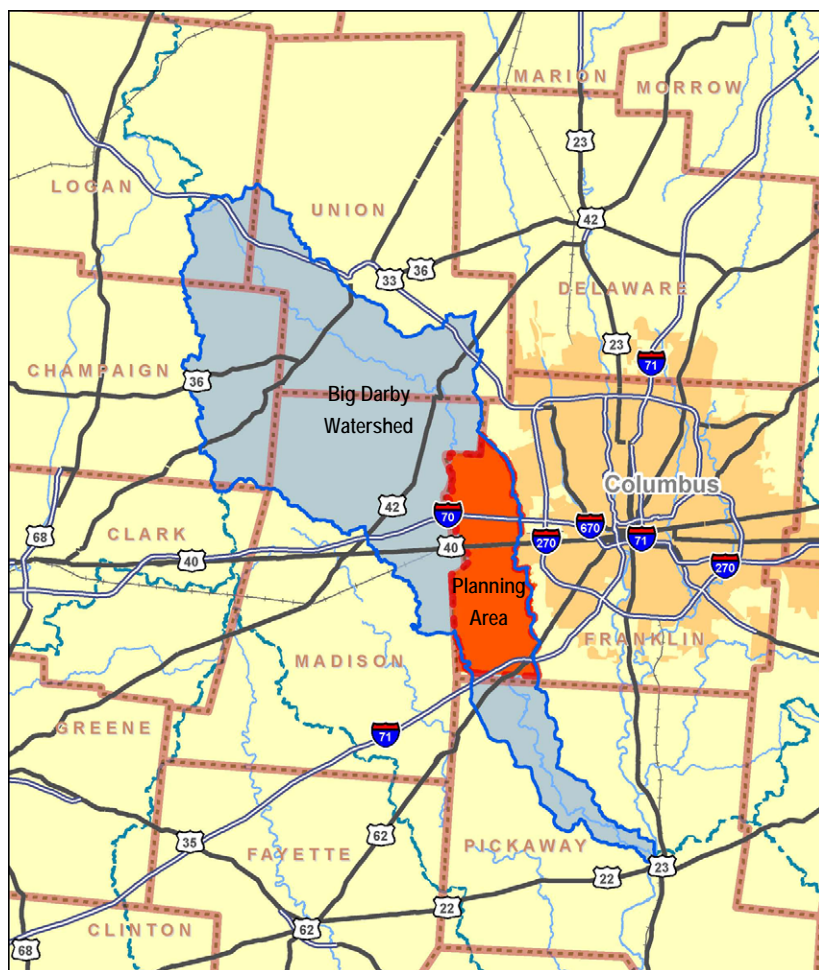 MARION
MORROW
23
LOGAN
UNION
42
36
33
DELAWARE
23
71
CHAMPAIGN
36
Big Darby
Watershed
Columbus
42
70
670
68
CLARK
40
40
270
71
270
Planning
Area
FRANKLIN
MADISON
GREENE
71
62
35
FAYETTE
PICKAWAY
23
22
22
CLINTON
62
68